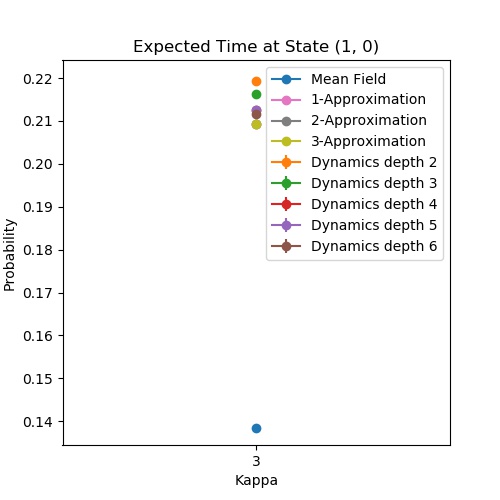 Expected Time at State (1, 0)
0.22
0.21
0.20
0.19
0.18
0.17
0.16
0.15
0.14
Probability
3
Kappa
Mean Field
1-Approximation
2-Approximation
3-Approximation
Dynamics depth 2
Dynamics depth 3
Dynamics depth 4
Dynamics depth 5
Dynamics depth 6